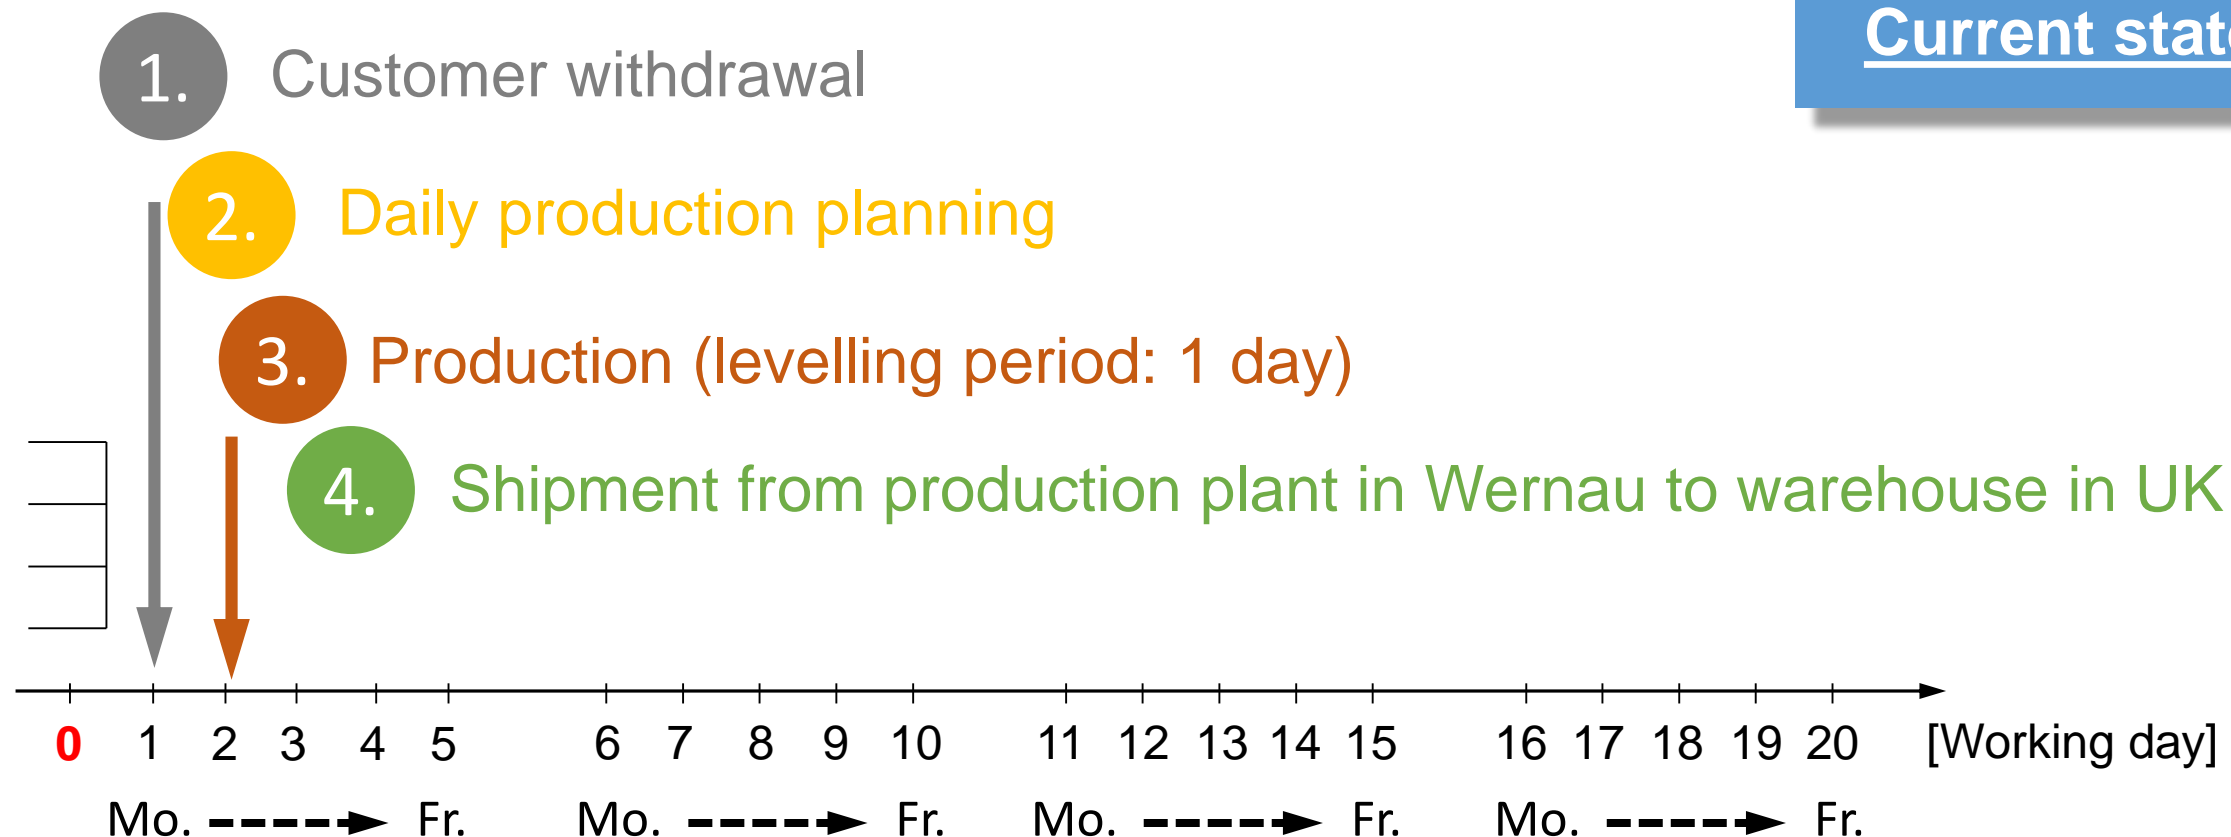 Current
1. Customer withdrawal
2. Daily production planning
3. Production (levelling period: 1 day)
4. Shipment from production plant in Wernau to warehouse in UK
0 1 2 3 4 5 6 7 8 9 10 11 12 13 14 15 16 17 18 19 20 [Working day]
Mo. Fr. Mo. Fr. Mo. Fr. Mo. Fr.